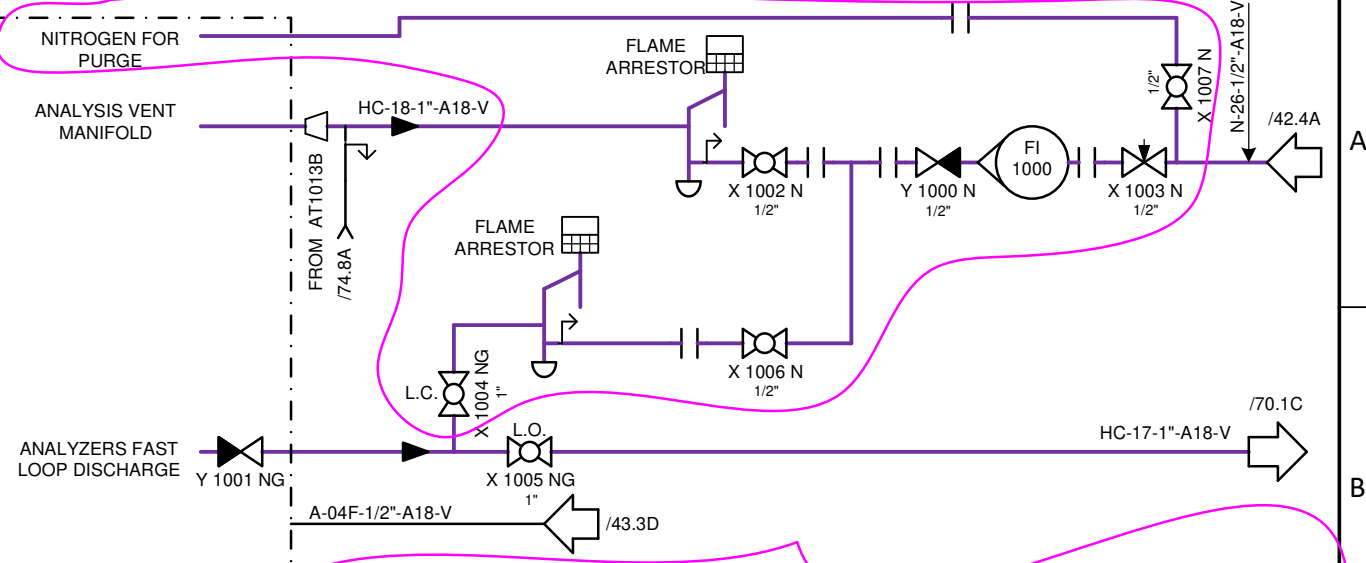 NITROGEN FOR
PURGE
FLAME
ARRESTOR
1/2"
X 1007 N
N-26-1/2"-A18-V
/42.4A
A
ANALYSIS VENT
MANIFOLD
HC-18-1"-A18-V
FROM AT1013B
/74.8A
X 1002 N
1/2"
Y 1000 N
1/2"
FI
1000
X 1003 N
1/2"
FLAME
ARRESTOR
X 1006 N
1/2"
L.C.
X 1004 NG
1"
ANALYZERS FAST
LOOP DISCHARGE
Y 1001 NG
L.O.
X 1005 NG
1"
HC-17-1"-A18-V
/70.1C
B
A-04F-1/2"-A18-V
/43.3D